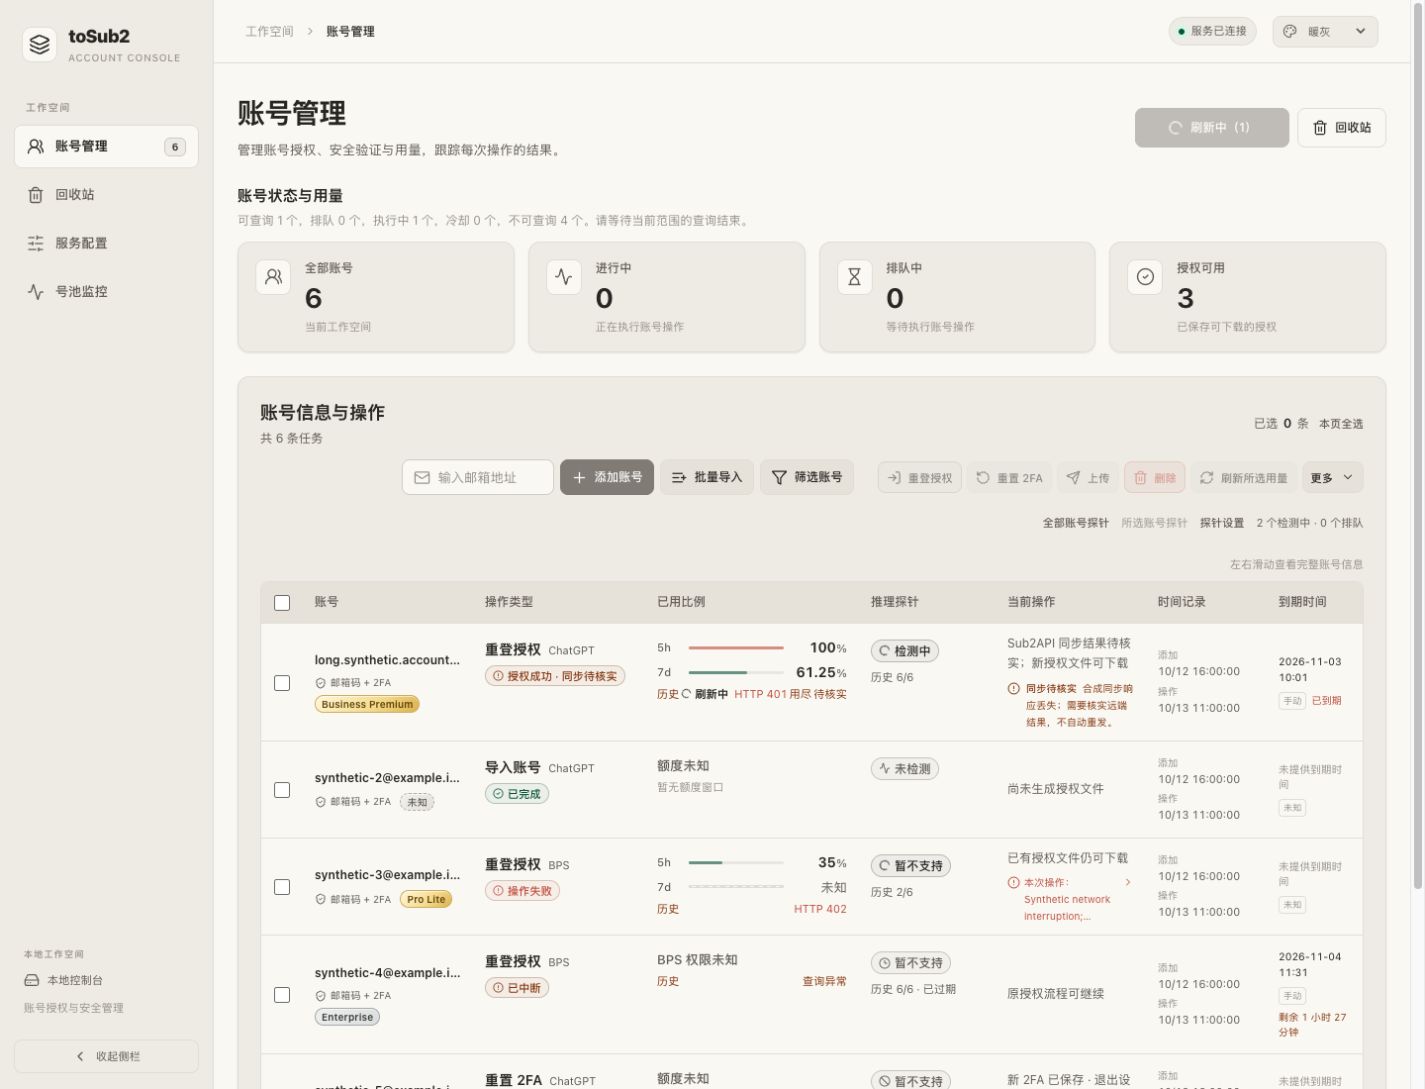 toSub2
ACCOUNT CONSOLE
工作空间
账号管理 6
回收站
服务配置
号池监控
本地工作空间
本地控制台
账号授权与安全管理
收起侧栏
工作空间 > 账号管理
服务已连接
暖灰
账号管理
管理账号授权、安全验证与用量，跟踪每次操作的结果。
刷新中（1）
回收站
账号状态与用量
可查询 1 个，排队 0 个，执行中 1 个，冷却 0 个，不可查询 4 个。请等待当前范围的查询结束。
全部账号
6
当前工作空间
进行中
0
正在执行账号操作
排队中
0
等待执行账号操作
授权可用
3
已保存可下载的授权
账号信息与操作
共 6 条任务
已选 0 条 本页全选
输入邮箱地址
添加账号
批量导入
筛选账号
重登授权
重置 2FA
上传
删除
刷新所选用量
更多
全部账号探针 所选账号探针 探针设置 2 个检测中 · 0 个排队
左右滑动查看完整账号信息
账号 操作类型 已用比例 推理探针 当前操作 时间记录 到期时间
long.synthetic.account...
邮箱码 + 2FA
Business Premium
重登授权 ChatGPT
授权成功 · 同步待核实
5h 100%
7d 61.25%
历史 刷新中 HTTP 401 用尽 待核实
检测中
历史 6/6
Sub2API 同步结果待核
实；新授权文件可下载
同步待核实 合成同步响
应丢失；需要核实远端
结果，不自动重发。
添加
10/12 16:00:00
操作
10/13 11:00:00
2026-11-03
10:01
手动 已到期
synthetic-2@example.i...
邮箱码 + 2FA 未知
导入账号 ChatGPT
已完成
额度未知
暂无额度窗口
未检测
尚未生成授权文件
添加
10/12 16:00:00
操作
10/13 11:00:00
未提供到期时
间
未知
synthetic-3@example.i...
邮箱码 + 2FA Pro Lite
重登授权 BPS
操作失败
5h 35%
7d 未知
历史 HTTP 402
暂不支持
历史 2/6
已有授权文件仍可下载
本次操作：
Synthetic network
interruption;...
添加
10/12 16:00:00
操作
10/13 11:00:00
未提供到期时
间
未知
synthetic-4@example.i...
邮箱码 + 2FA
Enterprise
重登授权 BPS
已中断
BPS 权限未知
历史 查询异常
暂不支持
历史 6/6 · 已过期
原授权流程可继续
添加
10/12 16:00:00
操作
10/13 11:00:00
2026-11-04
11:31
手动
剩余 1 小时 27
分钟
重置 2FA ChatGPT
额度未知
暂不支持
新 2FA 已保存 · 退出设
添加
未提供到期时